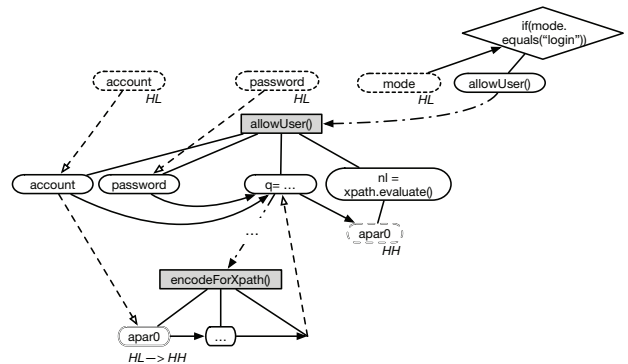 if(mode.
equals("login"))
account
HL
password
HL
mode
HL
allowUser()
allowUser()
account
password
q= ...
nl =
xpath.evaluate()
...
apar0
HH
encodeForXpath()
apar0
...
HL—> HH